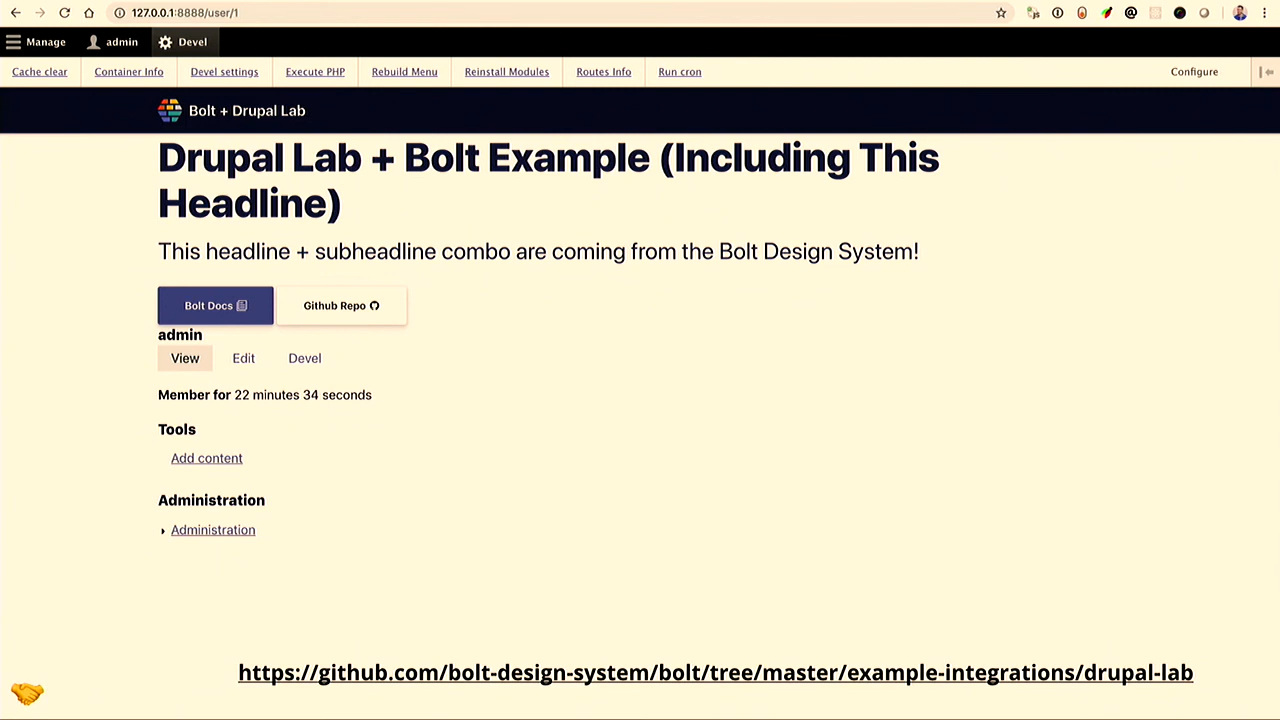 127.0.0.1:8888/user/1
Manage admin Devel
Cache clear Container Info Devel settings Execute PHP Rebuild Menu Reinstall Modules Routes Info Run cron Configure
Bolt + Drupal Lab
Drupal Lab + Bolt Example (Including This
Headline)
This headline + subheadline combo are coming from the Bolt Design System!
Bolt Docs Github Repo
admin
View Edit Devel
Member for 22 minutes 34 seconds
Tools
Add content
Administration
Administration
https://github.com/bolt-design-system/bolt/tree/master/example-integrations/drupal-lab